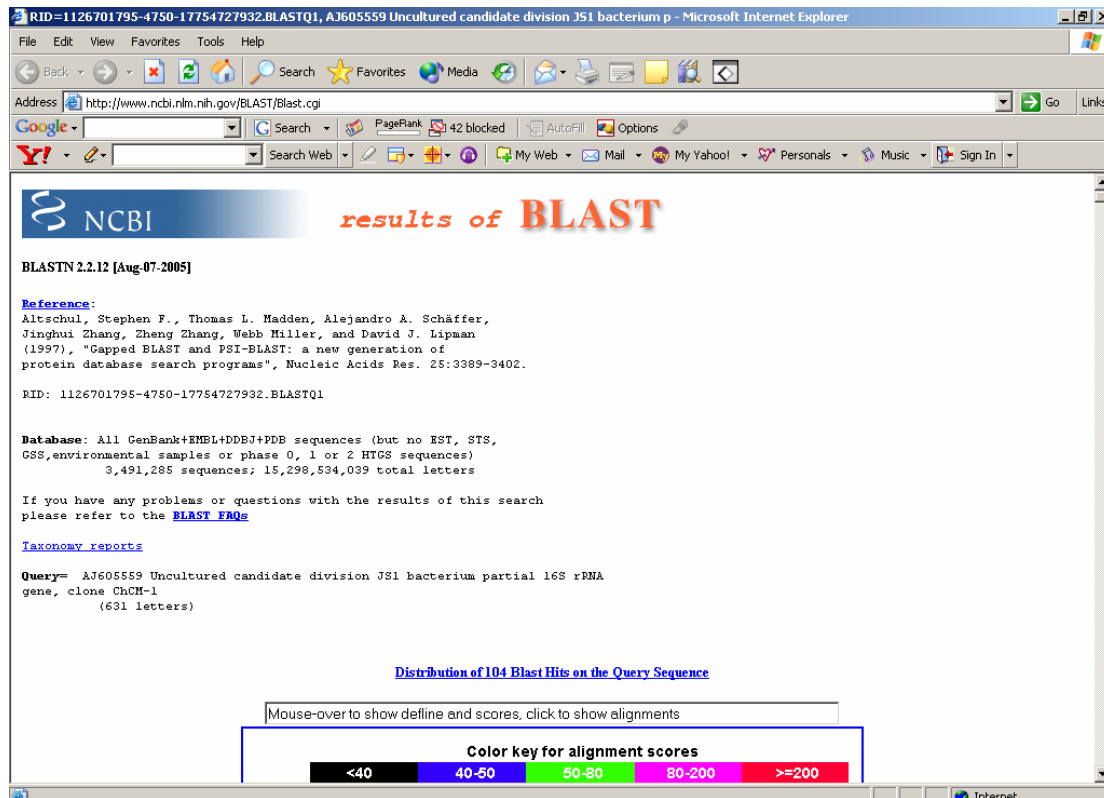 RID=1126701795-4750-17754727932.BLASTQ1, AJ605559 Uncultured candidate division JS1 bacterium p - Microsoft Internet Explorer
File Edit View Favorites Tools Help
Back Search Favorites Media
Address http://www.ncbi.nlm.nih.gov/BLAST/Blast.cgi Go Links
Google Search PageRank 42 blocked AutoFill Options
Y! Search Web My Web Mail My Yahoo! Personals Music Sign In
NCBI results of BLAST
BLASTN 2.2.12 [Aug-07-2005]
Reference:
Altschul, Stephen F., Thomas L. Madden, Alejandro A. Schäffer,
Jinghui Zhang, Zheng Zhang, Webb Miller, and David J. Lipman
(1997), "Gapped BLAST and PSI-BLAST: a new generation of
protein database search programs", Nucleic Acids Res. 25:3389-3402.
RID: 1126701795-4750-17754727932.BLASTQ1
Database: All GenBank+EMBL+DDBJ+PDB sequences (but no EST, STS,
GSS,environmental samples or phase 0, 1 or 2 HTGS sequences)
3,491,285 sequences; 15,298,534,039 total letters
If you have any problems or questions with the results of this search
please refer to the BLAST FAQs
Taxonomy reports
Query= AJ605559 Uncultured candidate division JS1 bacterium partial 16S rRNA
gene, clone ChCM-1
(631 letters)
Distribution of 104 Blast Hits on the Query Sequence
Mouse-over to show defline and scores, click to show alignments
Color key for alignment scores
<40 40-50 50-80 80-200 >=200
Internet